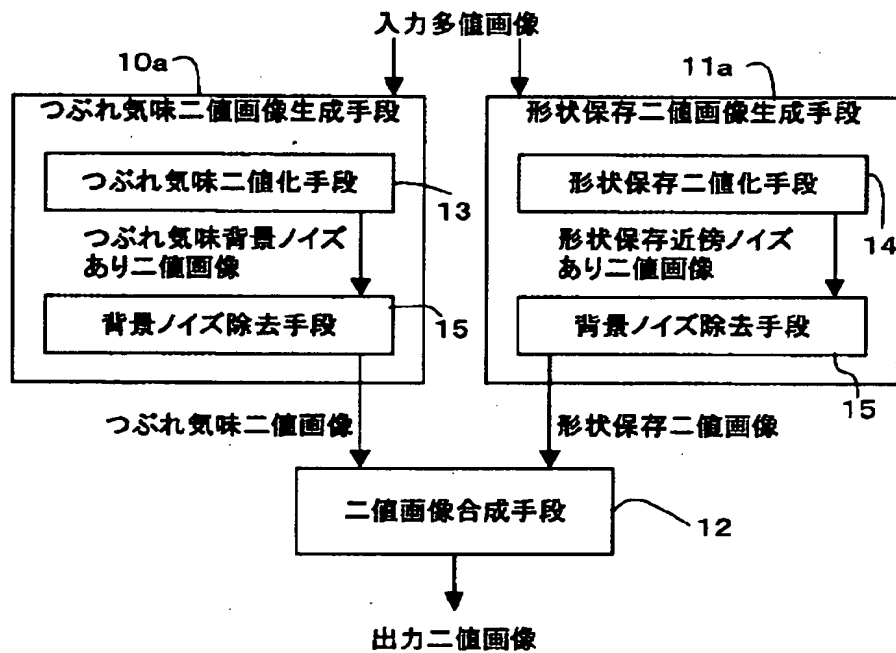 入力多値画像
10a
11a
つぶれ気味二値画像生成手段
形状保存二値画像生成手段
つぶれ気味二値化手段
形状保存二値化手段
13
14
つぶれ気味背景ノイズ
あり二値画像
形状保存近傍ノイズ
あり二値画像
背景ノイズ除去手段
15
背景ノイズ除去手段
15
つぶれ気味二値画像
形状保存二値画像
二値画像合成手段
12
出力二値画像